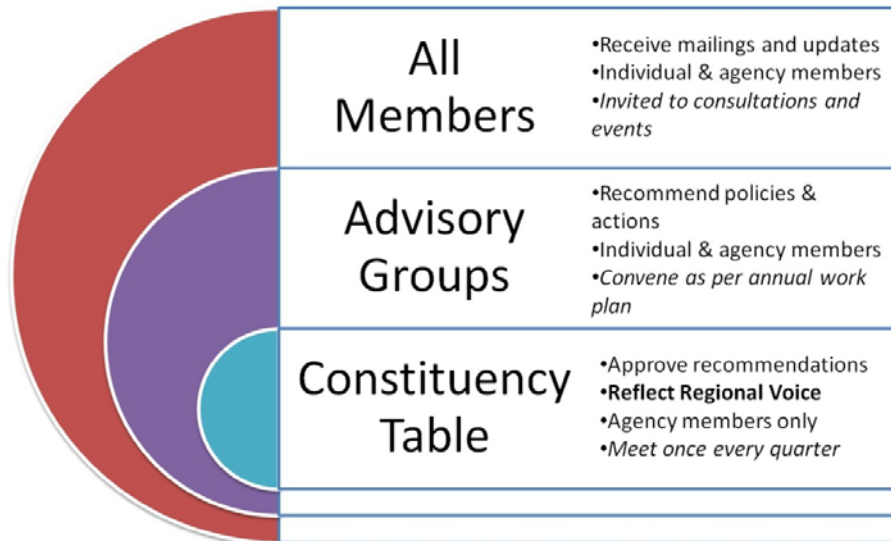 All
Members
•Receive mailings and updates
•Individual & agency members
•Invited to consultations and
events
Advisory
Groups
•Recommend policies &
actions
•Individual & agency members
•Convene as per annual work
plan
Constituency
Table
•Approve recommendations
•Reflect Regional Voice
•Agency members only
•Meet once every quarter